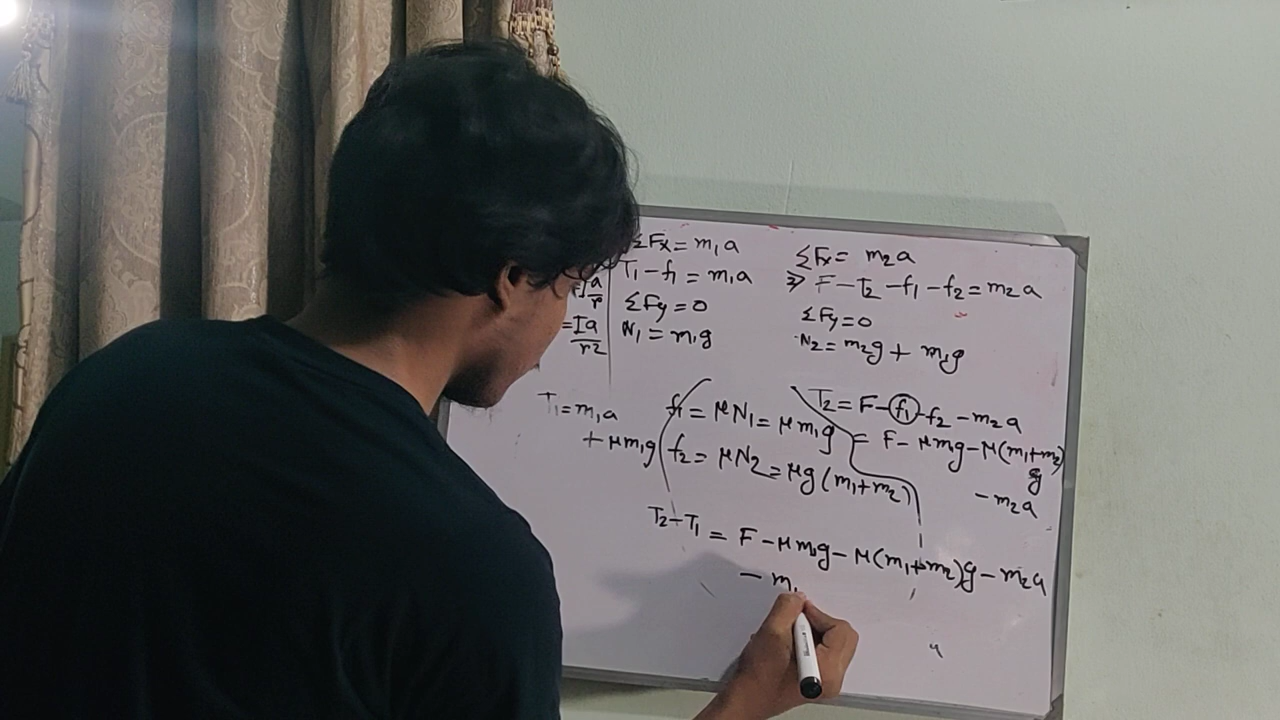 ΣFx = m₁a
T₁ - f₁ = m₁a
ΣFy = 0
N₁ = m₁g
= Ia/r²
ΣFx = m₂a
⇒ F - T₂ - f₁ - f₂ = m₂a
ΣFy = 0
N₂ = m₂g + m₁g
T₁ = m₁a
+ μm₁g
f₁ = μN₁ = μm₁g
f₂ = μN₂ = μg(m₁+m₂)
T₂ = F - f₁ - f₂ - m₂a
= F - μm₁g - μ(m₁+m₂)
g
- m₂a
T₂ - T₁ = F - μm₁g - μ(m₁+m₂)g - m₂a
- m₁